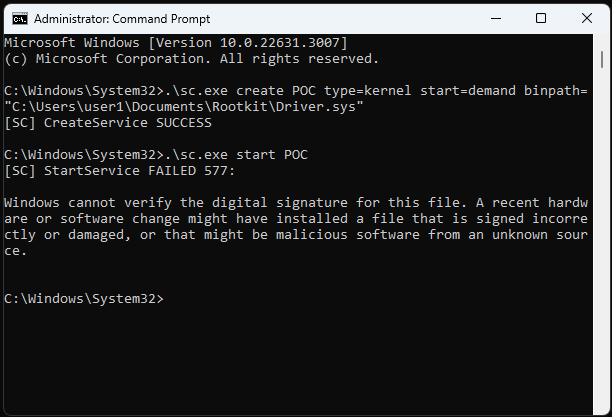 Administrator: Command Prompt
Microsoft Windows [Version 10.0.22631.3007]
(c) Microsoft Corporation. All rights reserved.
C:\Windows\System32>.\sc.exe create POC type=kernel start=demand binpath=
"C:\Users\user1\Documents\Rootkit\Driver.sys"
[SC] CreateService SUCCESS
C:\Windows\System32>.\sc.exe start POC
[SC] StartService FAILED 577:
Windows cannot verify the digital signature for this file. A recent hardw
are or software change might have installed a file that is signed incorre
ctly or damaged, or that might be malicious software from an unknown sour
ce.
C:\Windows\System32>